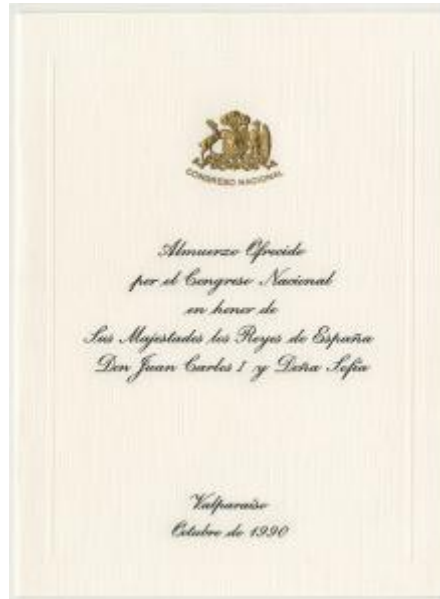 CONGRESO NACIONAL
Almuerzo Ofrecido
por el Congreso Nacional
en honor de
Sus Majestades los Reyes de España
Don Juan Carlos I y Doña Sofía
Valparaíso
Octubre de 1990